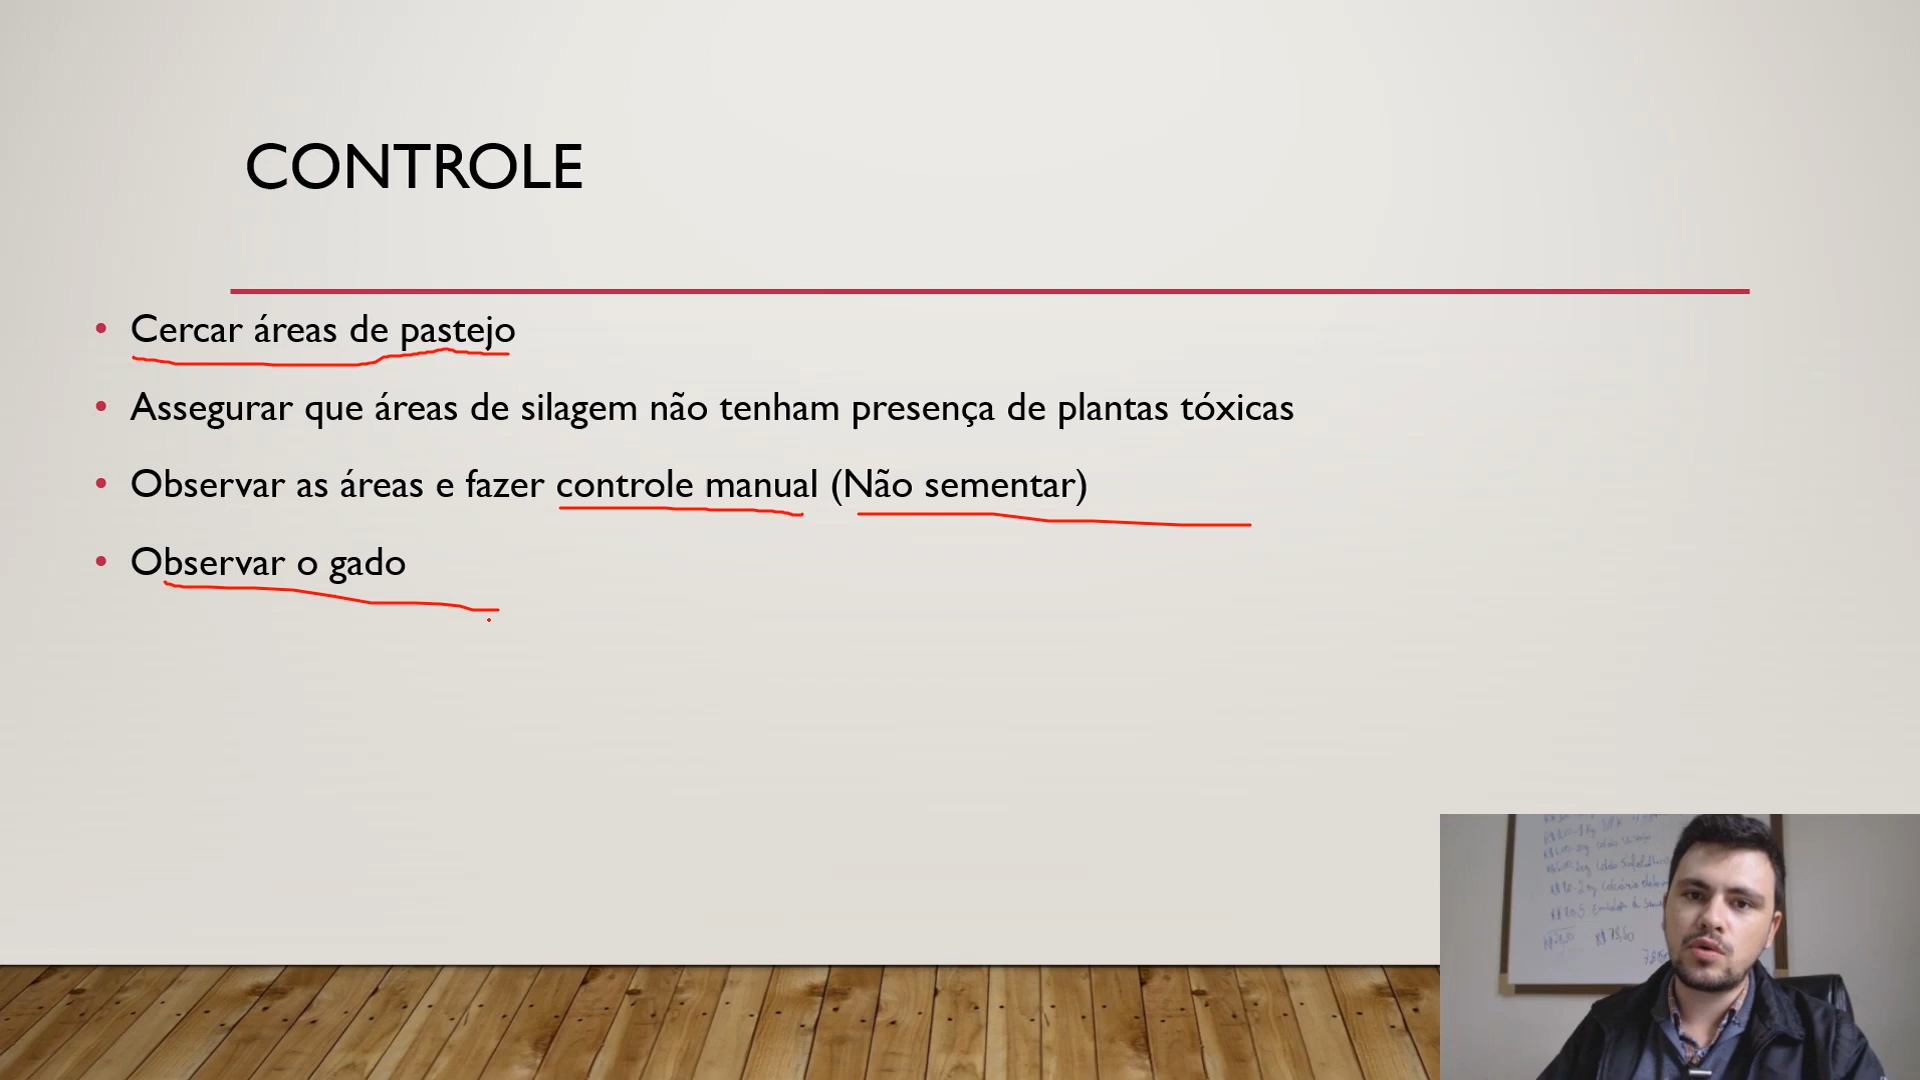 CONTROLE
• Cercar áreas de pastejo
• Assegurar que áreas de silagem não tenham presença de plantas tóxicas
• Observar as áreas e fazer controle manual (Não sementar)
• Observar o gado